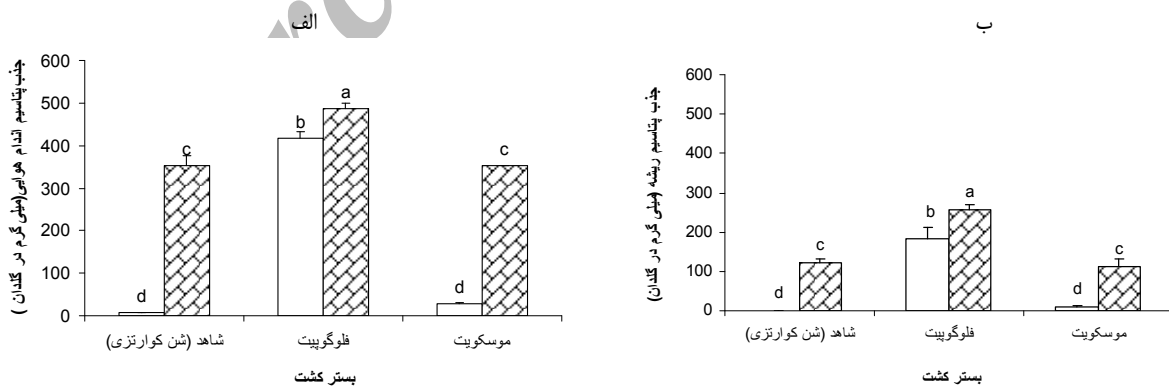 الف
جذب پتاسیم اندام هوایی(میلی گرم در گلدان )
600
500
400
300
200
100
0
d
c
b
a
d
c
شاهد (شن کوارتزی)
فلوگوپیت
موسکویت
بستر کشت
ب
جذب پتاسیم ریشه (میلی گرم در گلدان)
600
500
400
300
200
100
0
d
c
b
a
d
c
شاهد (شن کوارتزی)
فلوگوپیت
موسکویت
بستر کشت